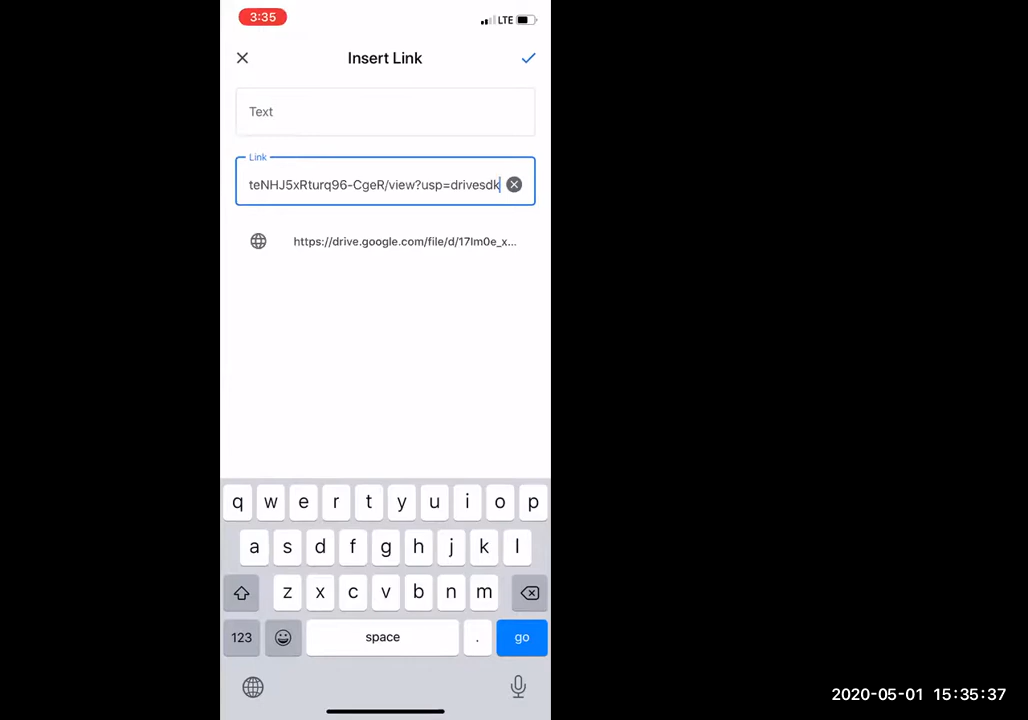 3:35
LTE
Insert Link
Text
Link
teNHJ5xRturq96-CgeR/view?usp=drivesdk
https://drive.google.com/file/d/17lm0e_x...
q w e r t y u i o p
a s d f g h j k l
z x c v b n m
123 space . go
2020-05-01 15:35:37